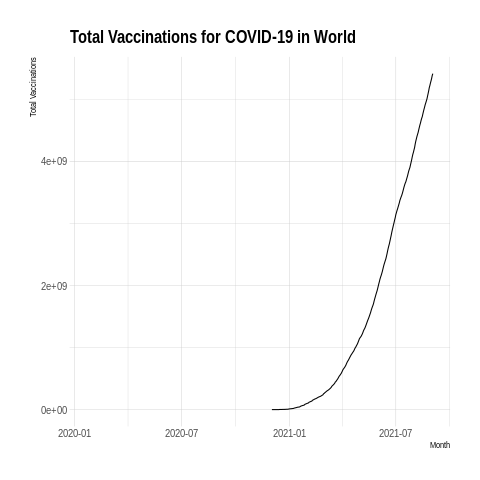 Total Vaccinations for COVID-19 in World
Total Vaccinations
4e+09
2e+09
0e+00
2020-01 2020-07 2021-01 2021-07
Month